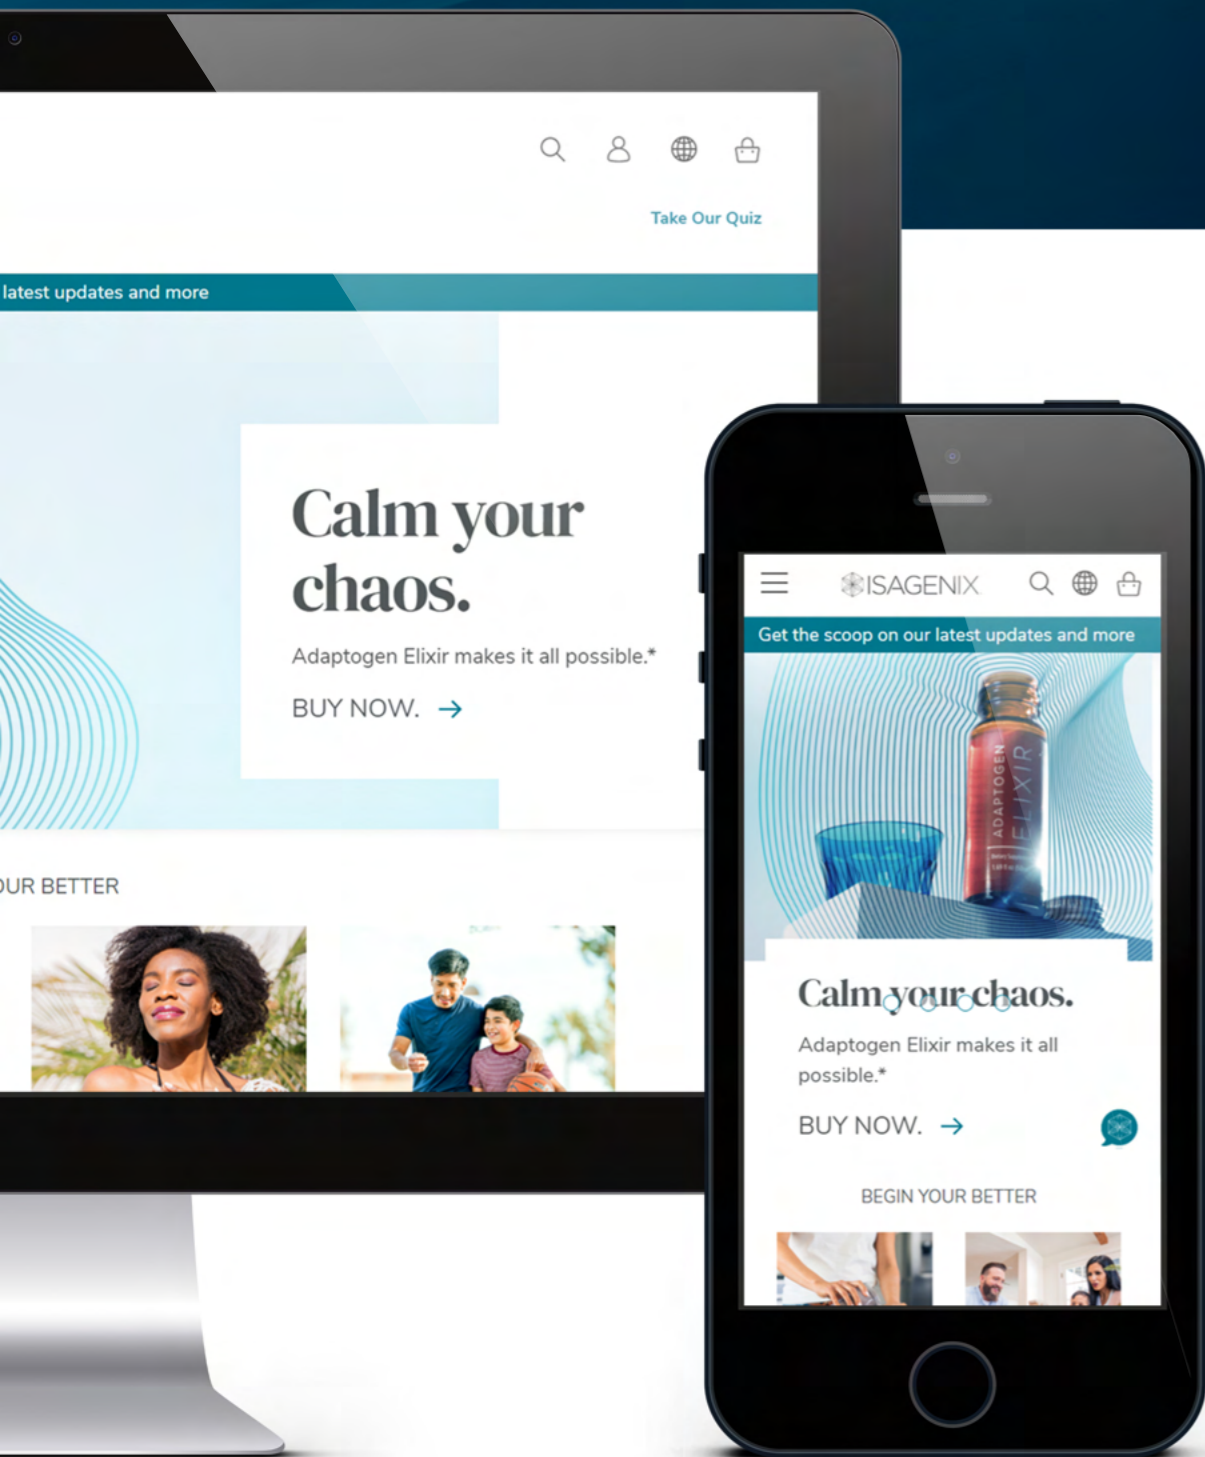 Take Our Quiz
latest updates and more
Calm your
chaos.
Adaptogen Elixir makes it all possible.*
BUY NOW.
OUR BETTER
ISAGENIX
Get the scoop on our latest updates and more
ADAPTOGEN
ELIXIR
Calm your chaos.
Adaptogen Elixir makes it all
possible.*
BUY NOW.
BEGIN YOUR BETTER